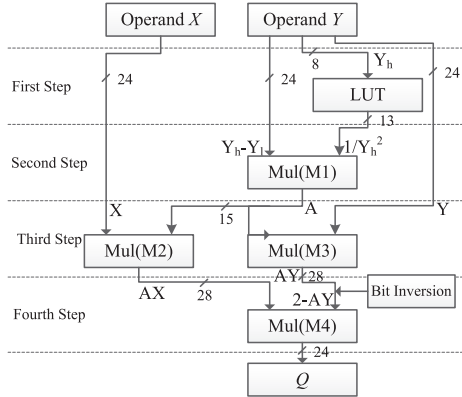 Operand X
Operand Y
24
8
Yh
24
24
First Step
LUT
13
Second Step
Yh-Yl
1/Yh²
Mul(M1)
X
15
A
Y
Third Step
Mul(M2)
Mul(M3)
AX
28
AY
28
Bit Inversion
2-AY
Fourth Step
Mul(M4)
24
Q